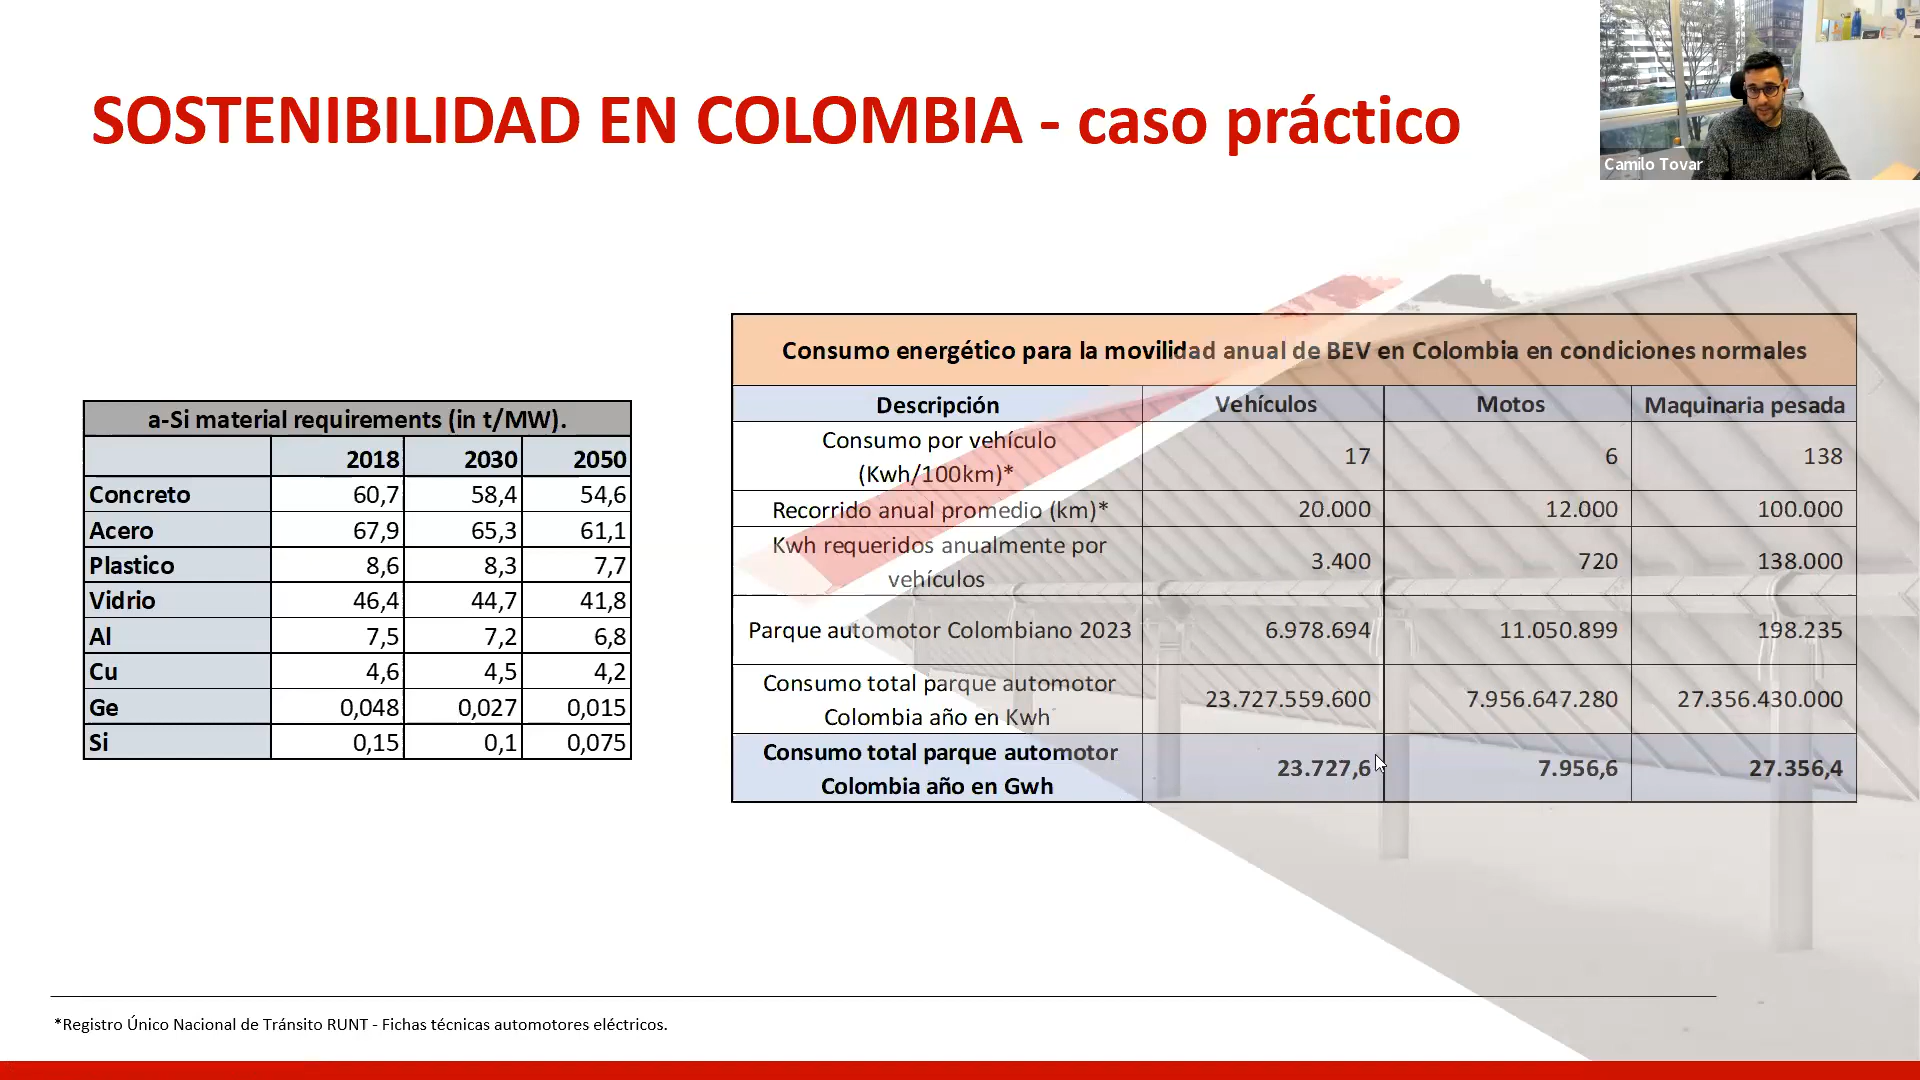 SOSTENIBILIDAD EN COLOMBIA - caso práctico
Camilo Tovar
a-Si material requirements (in t/MW).
2018 2030 2050
Concreto 60,7 58,4 54,6
Acero 67,9 65,3 61,1
Plastico 8,6 8,3 7,7
Vidrio 46,4 44,7 41,8
Al 7,5 7,2 6,8
Cu 4,6 4,5 4,2
Ge 0,048 0,027 0,015
Si 0,15 0,1 0,075
Consumo energético para la movilidad anual de BEV en Colombia en condiciones normales
Descripción Vehículos Motos Maquinaria pesada
Consumo por vehículo
(Kwh/100km)* 17 6 138
Recorrido anual promedio (km)* 20.000 12.000 100.000
Kwh requeridos anualmente por
vehículos 3.400 720 138.000
Parque automotor Colombiano 2023 6.978.694 11.050.899 198.235
Consumo total parque automotor
Colombia año en Kwh 23.727.559.600 7.956.647.280 27.356.430.000
Consumo total parque automotor
Colombia año en Gwh 23.727,6 7.956,6 27.356,4
*Registro Único Nacional de Tránsito RUNT - Fichas técnicas automotores eléctricos.